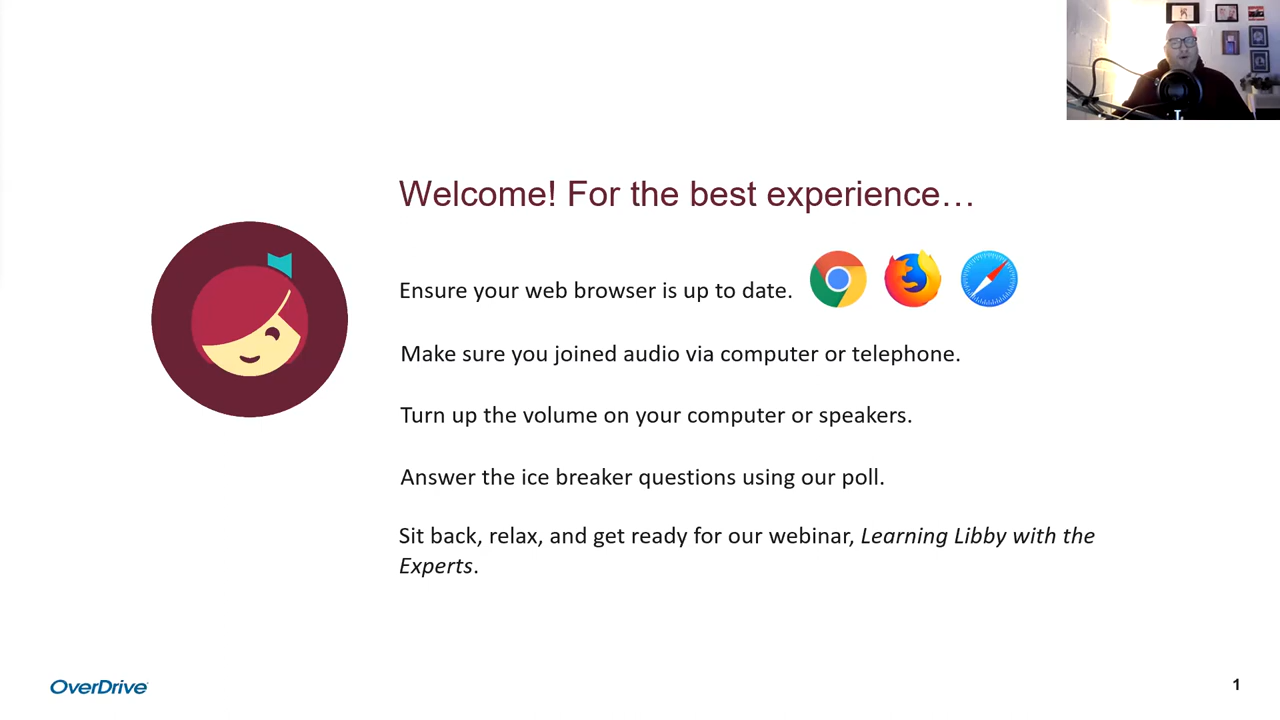 Welcome! For the best experience…
Ensure your web browser is up to date.
Make sure you joined audio via computer or telephone.
Turn up the volume on your computer or speakers.
Answer the ice breaker questions using our poll.
Sit back, relax, and get ready for our webinar, Learning Libby with the
Experts.
OverDrive
1